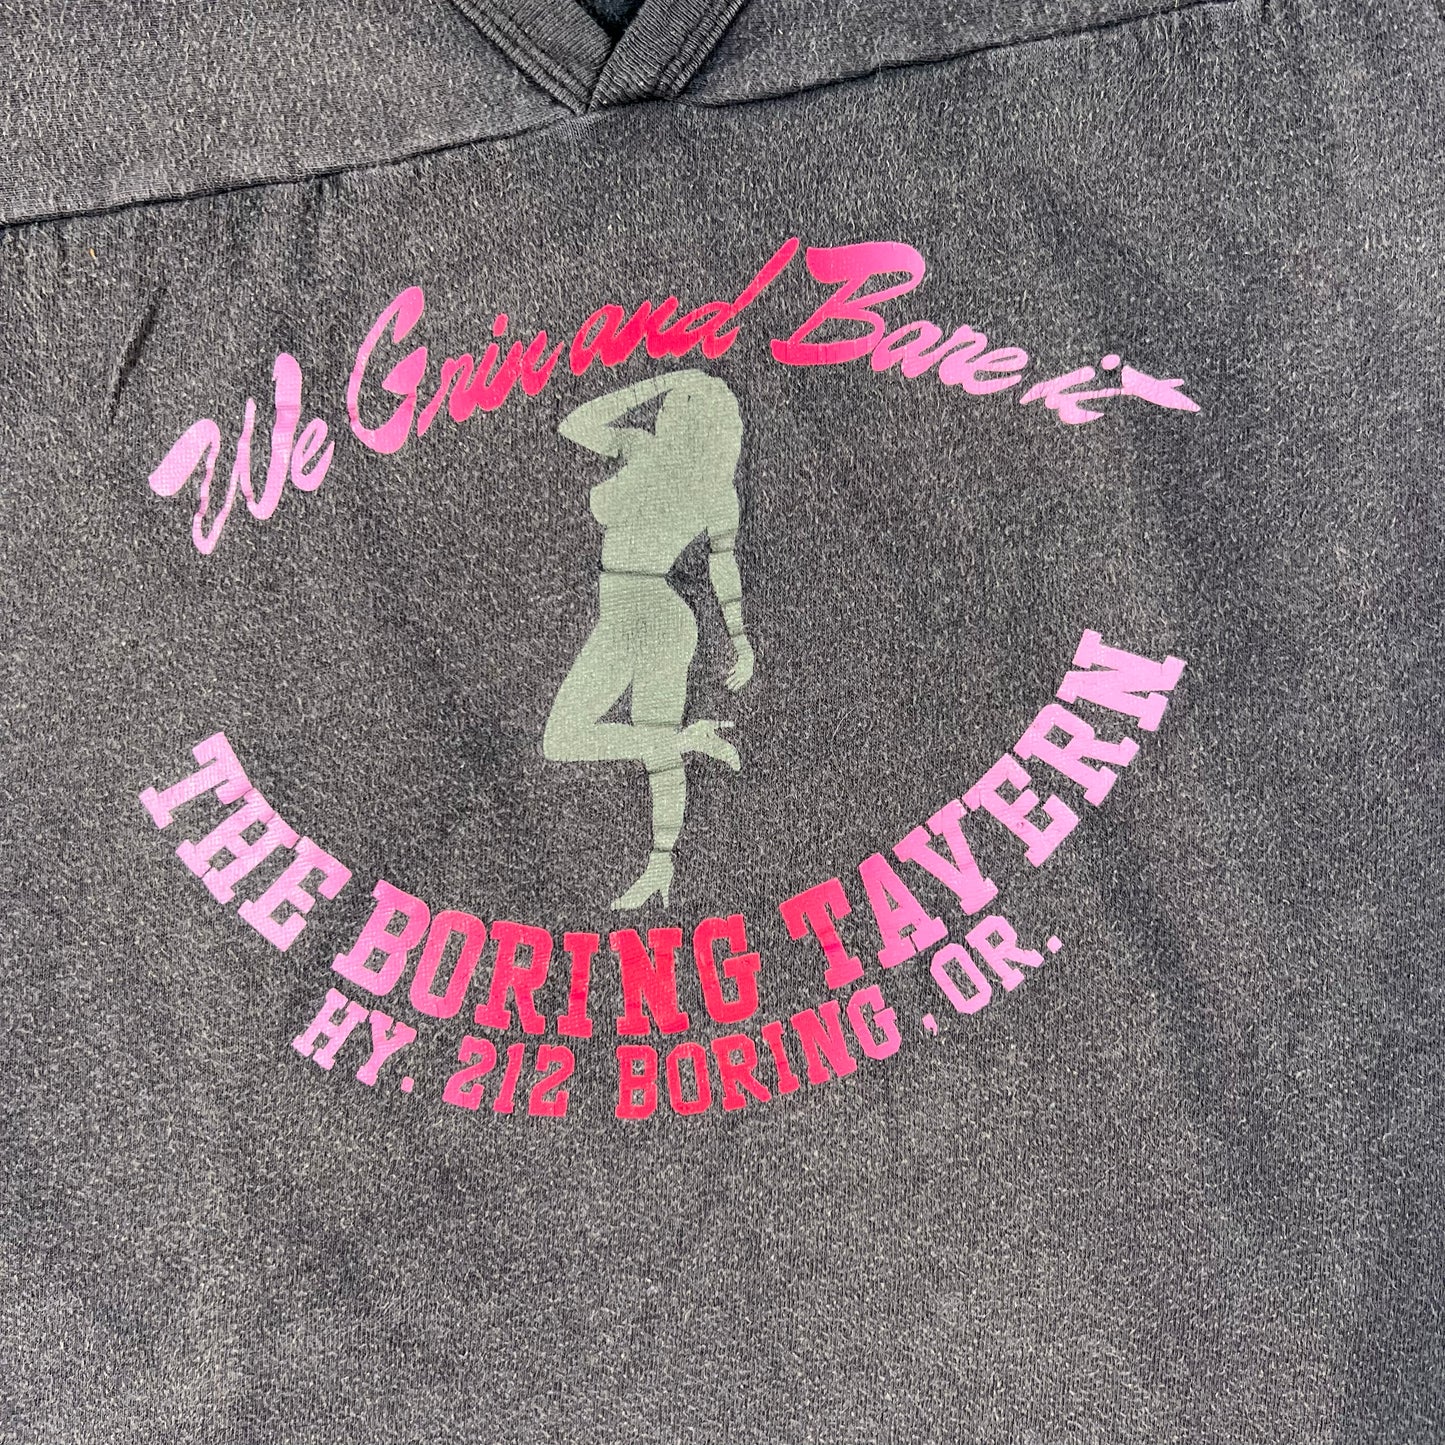 We Grin and Bare it
THE BORING TAVERN
HY. 212 BORING, OR.